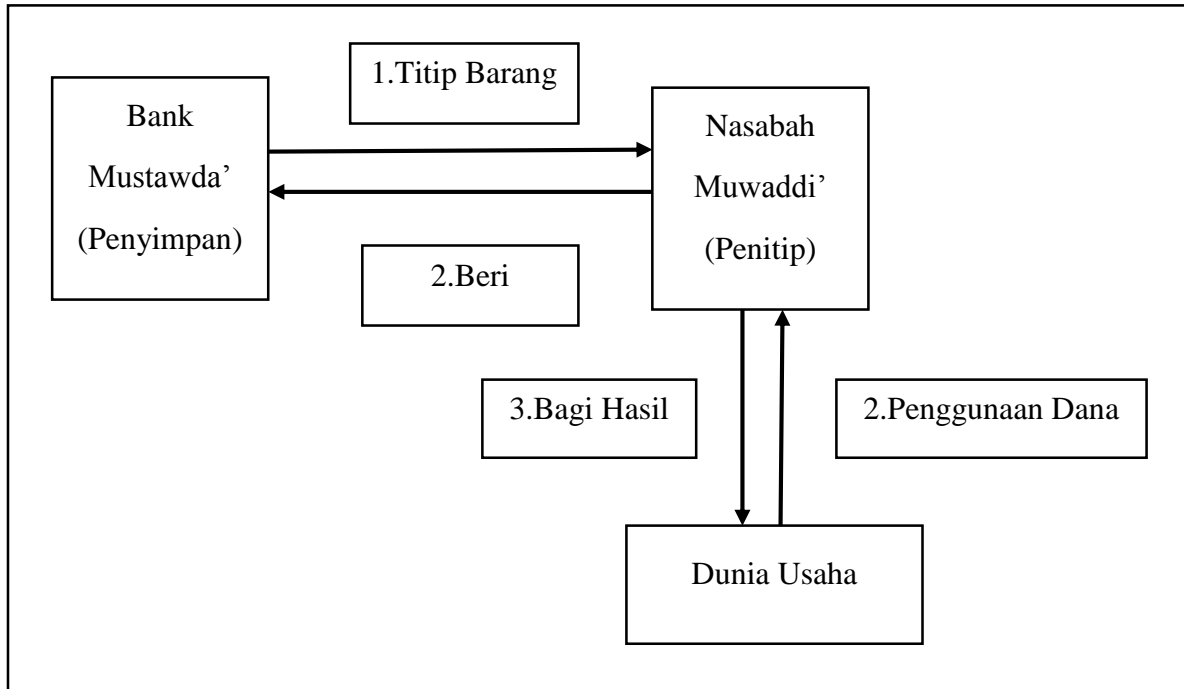 1.Titip Barang
Bank
Mustawda’
(Penyimpan)
Nasabah
Muwaddi’
(Penitip)
2.Beri
3.Bagi Hasil
2.Penggunaan Dana
Dunia Usaha